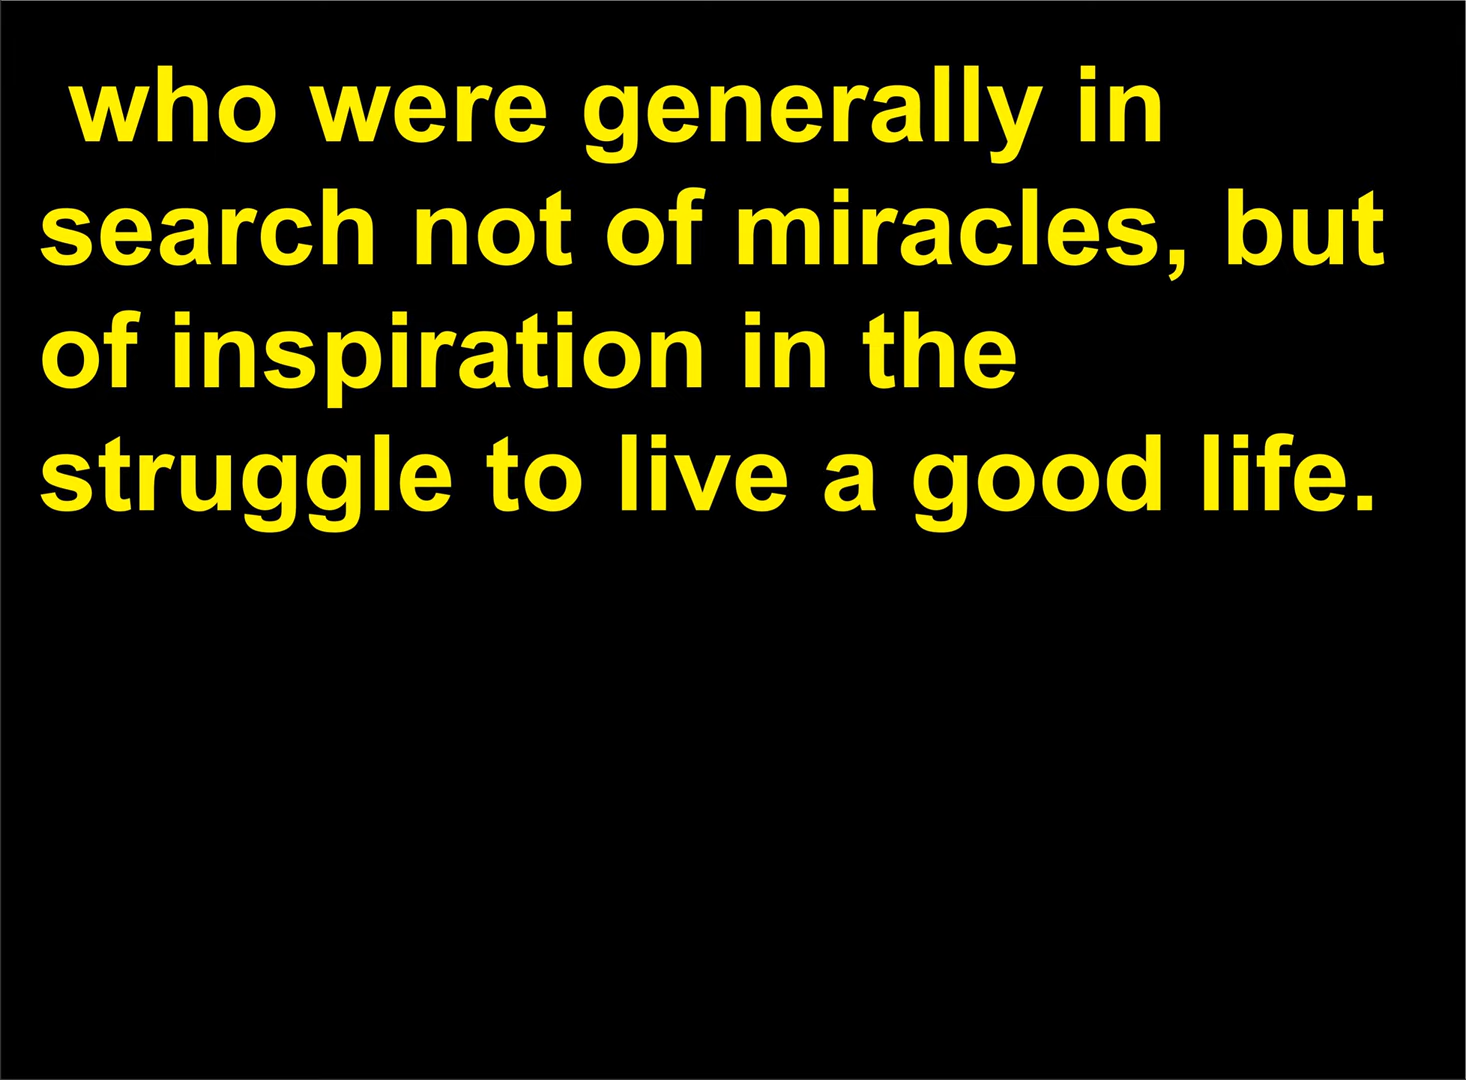 who were generally in
search not of miracles, but
of inspiration in the
struggle to live a good life.